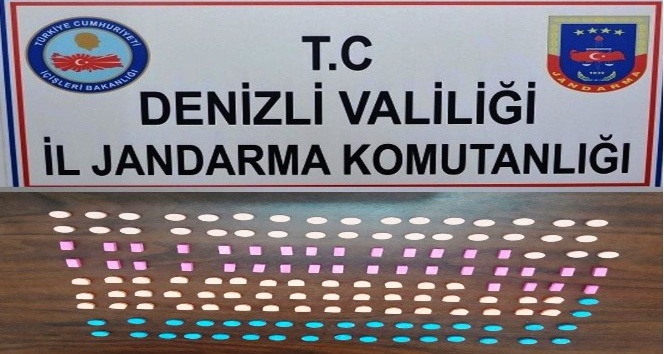 TÜRKİYE CUMHURİYETİ
İÇİŞLERİ BAKANLIĞI
T.C
DENİZLİ VALİLİĞİ
İL JANDARMA KOMUTANLIĞI
JANDARMA